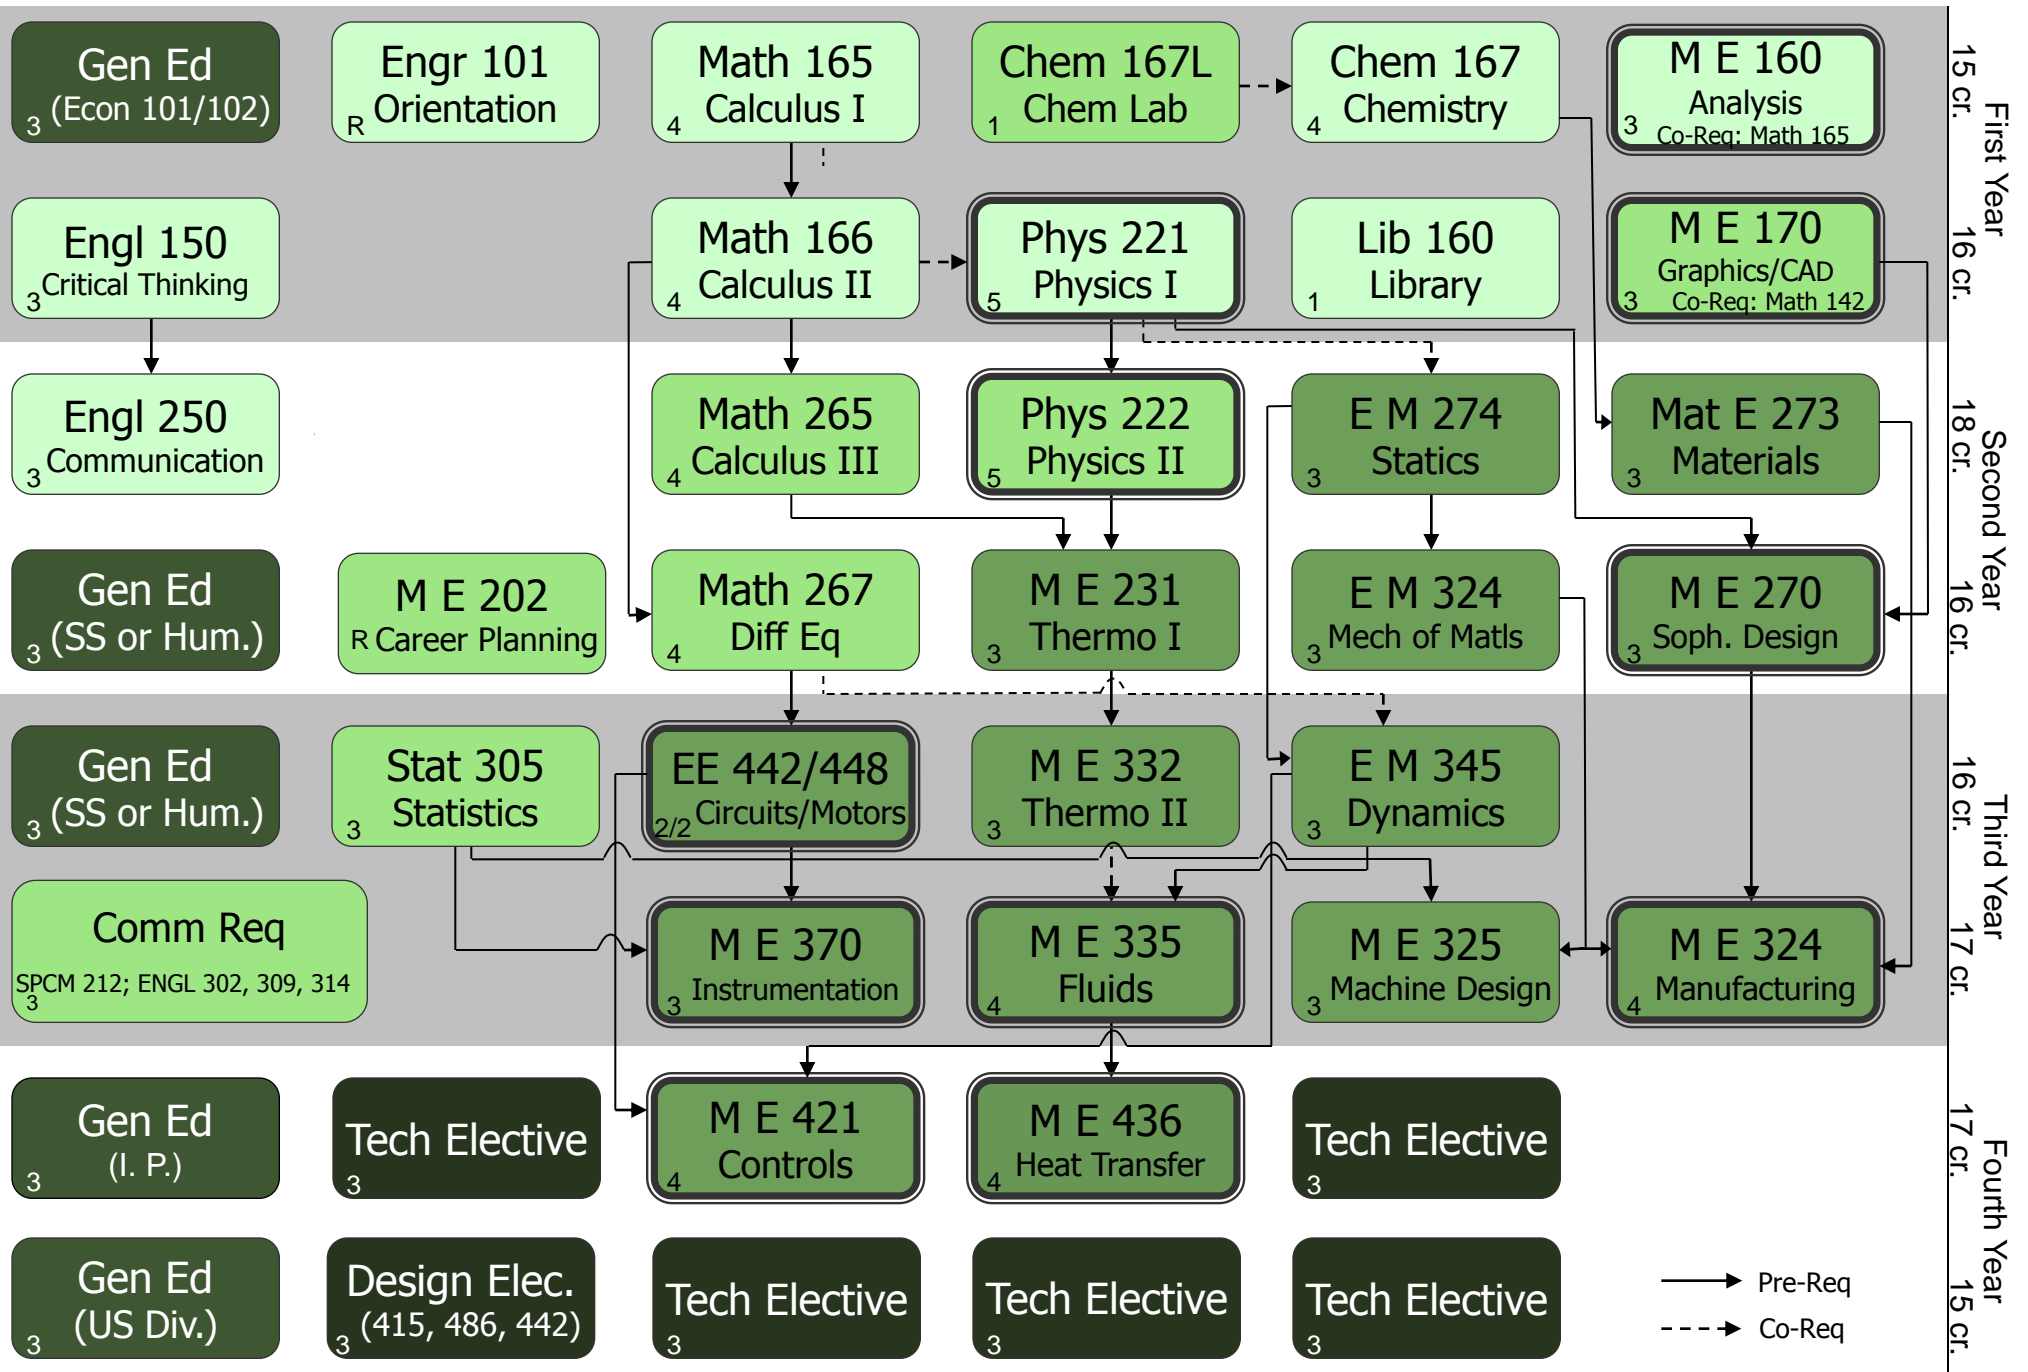 Gen Ed
(Econ 101/102)
3
Engr 101
Orientation
R
Math 165
Calculus I
4
Chem 167L
Chem Lab
1
Chem 167
Chemistry
4
M E 160
Analysis
3
Co-Req: Math 165
15 cr.
First Year
Engl 150
Critical Thinking
3
Math 166
Calculus II
4
Phys 221
Physics I
5
Lib 160
Library
1
M E 170
Graphics/CAD
3
Co-Req: Math 142
16 cr.
Engl 250
Communication
3
Math 265
Calculus III
4
Phys 222
Physics II
5
E M 274
Statics
3
Mat E 273
Materials
3
18 cr.
Second Year
Gen Ed
(SS or Hum.)
3
M E 202
R Career Planning
Math 267
Diff Eq
4
M E 231
Thermo I
3
E M 324
Mech of Matls
3
M E 270
Soph. Design
3
16 cr.
Gen Ed
(SS or Hum.)
3
Stat 305
Statistics
3
EE 442/448
2/2 Circuits/Motors
M E 332
Thermo II
3
E M 345
Dynamics
3
16 cr.
Third Year
Comm Req
SPCM 212; ENGL 302, 309, 314
3
M E 370
Instrumentation
3
M E 335
Fluids
4
M E 325
Machine Design
3
M E 324
Manufacturing
4
17 cr.
Gen Ed
(I. P.)
3
Tech Elective
3
M E 421
Controls
4
M E 436
Heat Transfer
4
Tech Elective
3
17 cr.
Fourth Year
Gen Ed
(US Div.)
3
Design Elec.
(415, 486, 442)
3
Tech Elective
3
Tech Elective
3
Tech Elective
3
Pre-Req
Co-Req
15 cr.